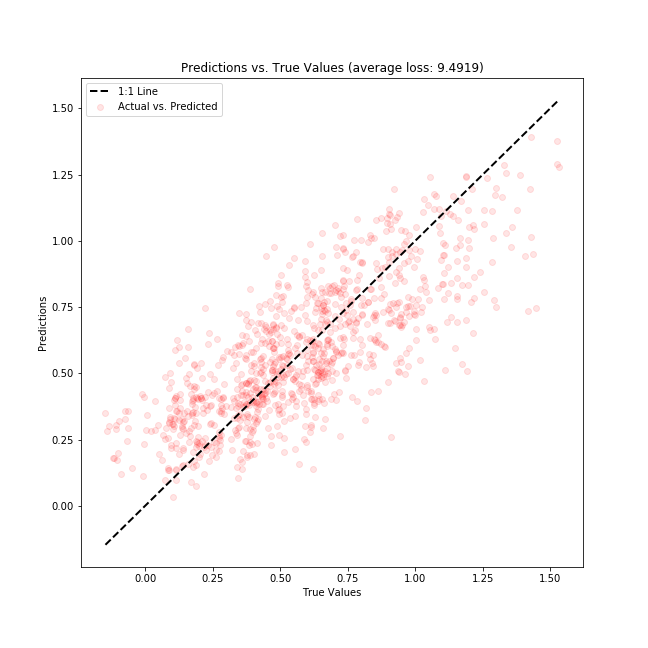 Predictions vs. True Values (average loss: 9.4919)
1:1 Line
Actual vs. Predicted
1.50
1.25
1.00
0.75
0.50
0.25
0.00
Predictions
0.00 0.25 0.50 0.75 1.00 1.25 1.50
True Values